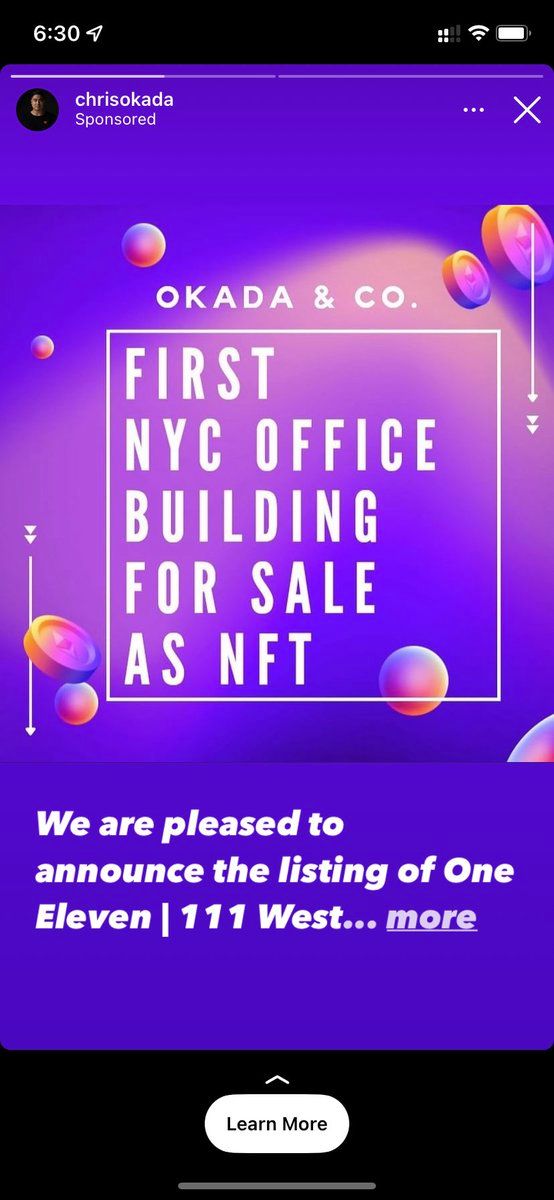 6:30
chrisokada
Sponsored
OKADA & CO.
FIRST
NYC OFFICE
BUILDING
FOR SALE
AS NFT
We are pleased to
announce the listing of One
Eleven | 111 West... more
Learn More